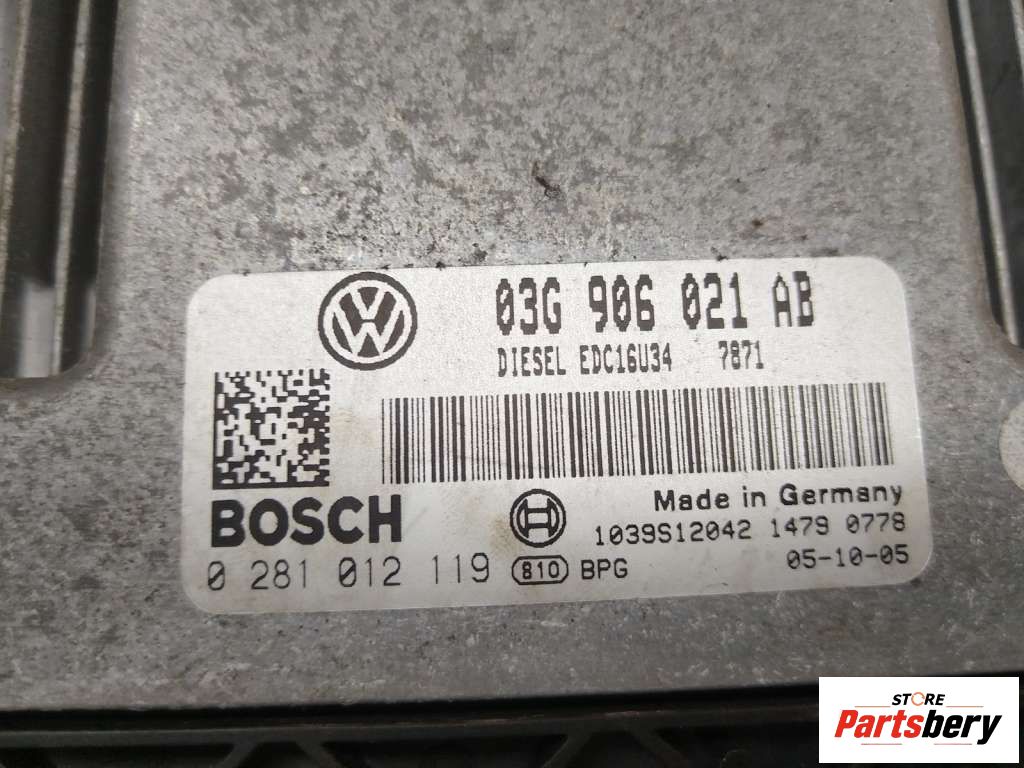 VW
03G 906 021 AB
DIESEL EDC16U34 7871
BOSCH
Made in Germany
1039S12042 1479 0778
0 281 012 119 810 BPG 05-10-05
STORE
Partsbery